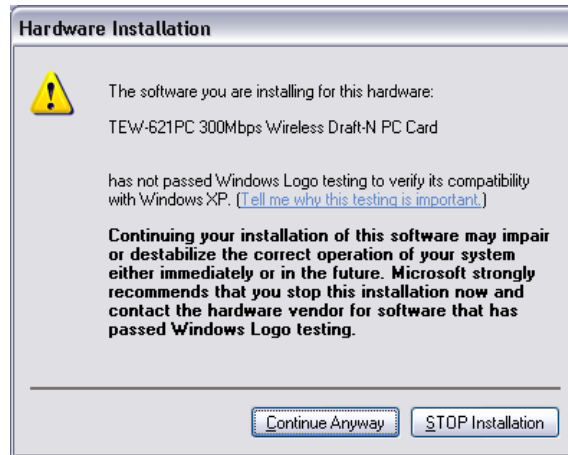 Hardware Installation
The software you are installing for this hardware:
TEW-621PC 300Mbps Wireless Draft-N PC Card
has not passed Windows Logo testing to verify its compatibility
with Windows XP. (Tell me why this testing is important.)
Continuing your installation of this software may impair
or destabilize the correct operation of your system
either immediately or in the future. Microsoft strongly
recommends that you stop this installation now and
contact the hardware vendor for software that has
passed Windows Logo testing.
Continue Anyway
STOP Installation